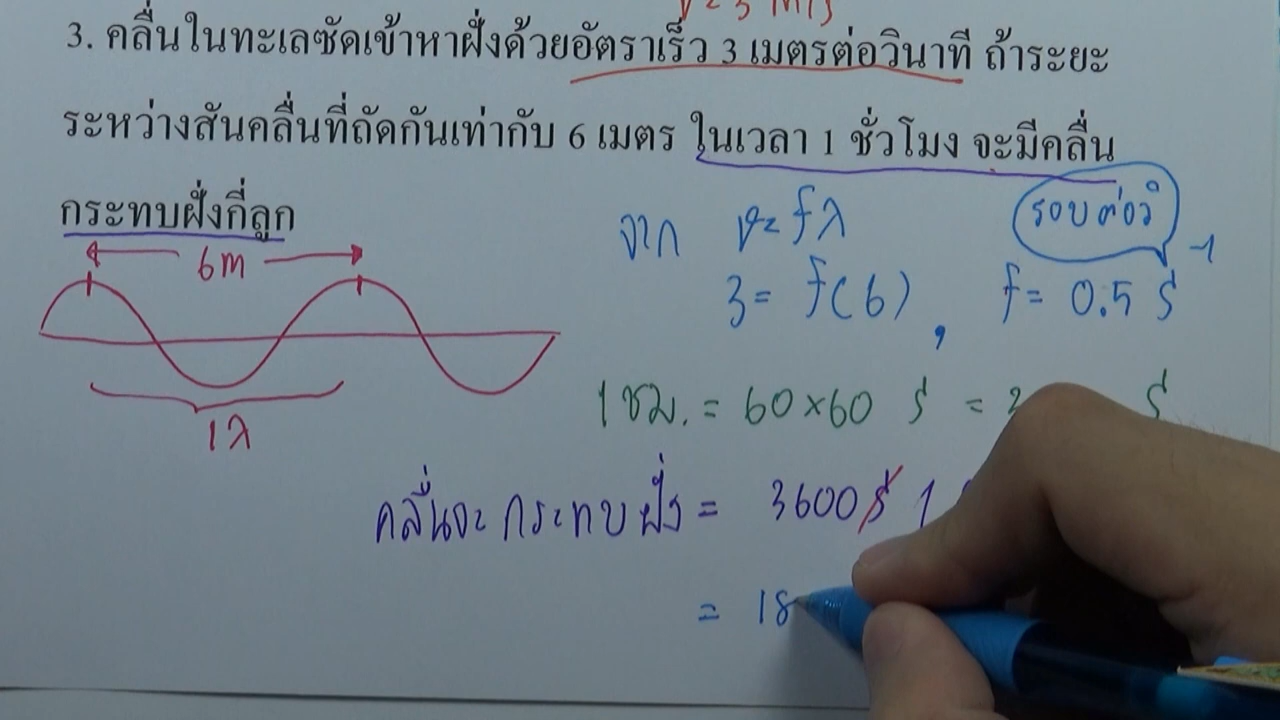 v = 3 m/s
3. คลื่นในทะเลซัดเข้าหาฝั่งด้วยอัตราเร็ว 3 เมตรต่อวินาที ถ้าระยะ
ระหว่างสันคลื่นที่ถัดกันเท่ากับ 6 เมตร ในเวลา 1 ชั่วโมง จะมีคลื่น
กระทบฝั่งกี่ลูก
6m
1λ
จาก v = fλ
รอบต่อวิ
3 = f(6) , f = 0.5 s⁻¹
1 ชม. = 60×60 s =
คลื่นจะกระทบฝั่ง = 3600 s
= 18